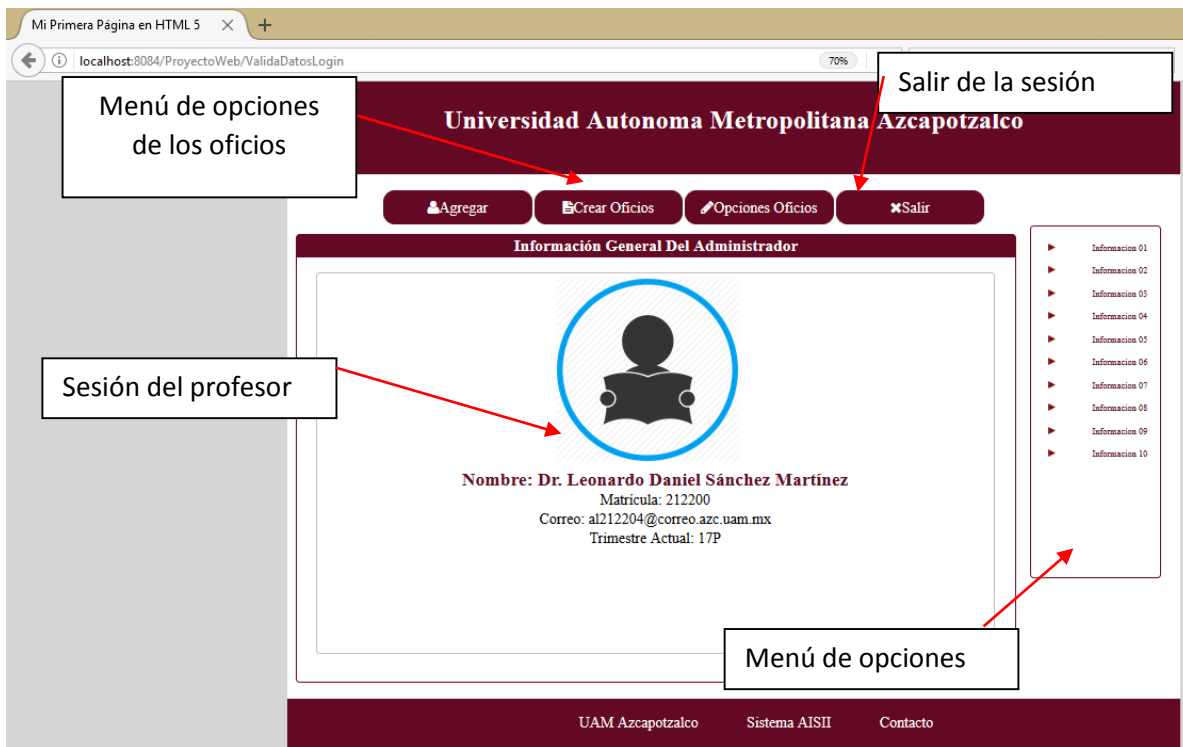 Mi Primera Página en HTML 5
localhost:8084/ProyectoWeb/ValidaDatosLogin
70%
Menú de opciones
de los oficios
Salir de la sesión
Universidad Autonoma Metropolitana Azcapotzalco
Agregar
Crear Oficios
Opciones Oficios
Salir
Información General Del Administrador
Informacion 01
Informacion 02
Informacion 03
Informacion 04
Informacion 05
Informacion 06
Informacion 07
Informacion 08
Informacion 09
Informacion 10
Sesión del profesor
Nombre: Dr. Leonardo Daniel Sánchez Martínez
Matrícula: 212200
Correo: al212204@correo.azc.uam.mx
Trimestre Actual: 17P
Menú de opciones
UAM Azcapotzalco
Sistema AISII
Contacto